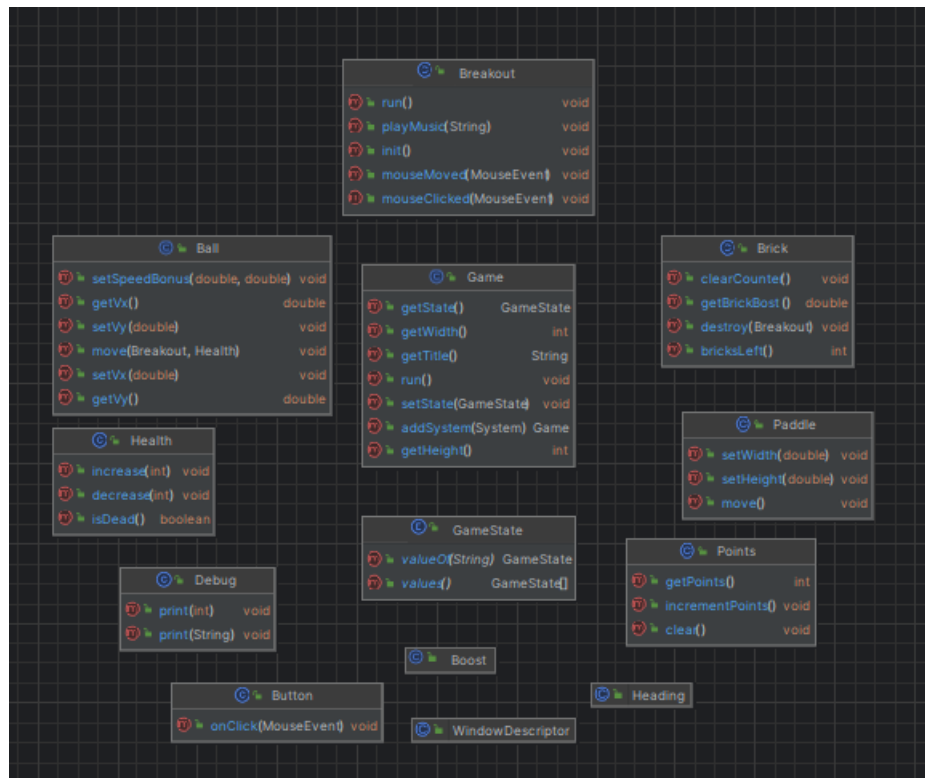 Breakout
run() void
playMusic(String) void
init() void
mouseMoved(MouseEvent) void
mouseClicked(MouseEvent) void
Ball
setSpeedBonus(double, double) void
getVx() double
setVy(double) void
move(Breakout, Health) void
setVx(double) void
getVy() double
Game
getState() GameState
getWidth() int
getTitle() String
run() void
setState(GameState) void
addSystem(System) Game
getHeight() int
Brick
clearCounte() void
getBrickBost() double
destroy(Breakout) void
bricksLeft() int
Health
increase(int) void
decrease(int) void
isDead() boolean
Paddle
setWidth(double) void
setHeight(double) void
move() void
GameState
valueOf(String) GameState
values() GameState[]
Points
getPoints() int
incrementPoints() void
clear() void
Debug
print(int) void
print(String) void
Boost
Button
onClick(MouseEvent) void
Heading
WindowDescriptor